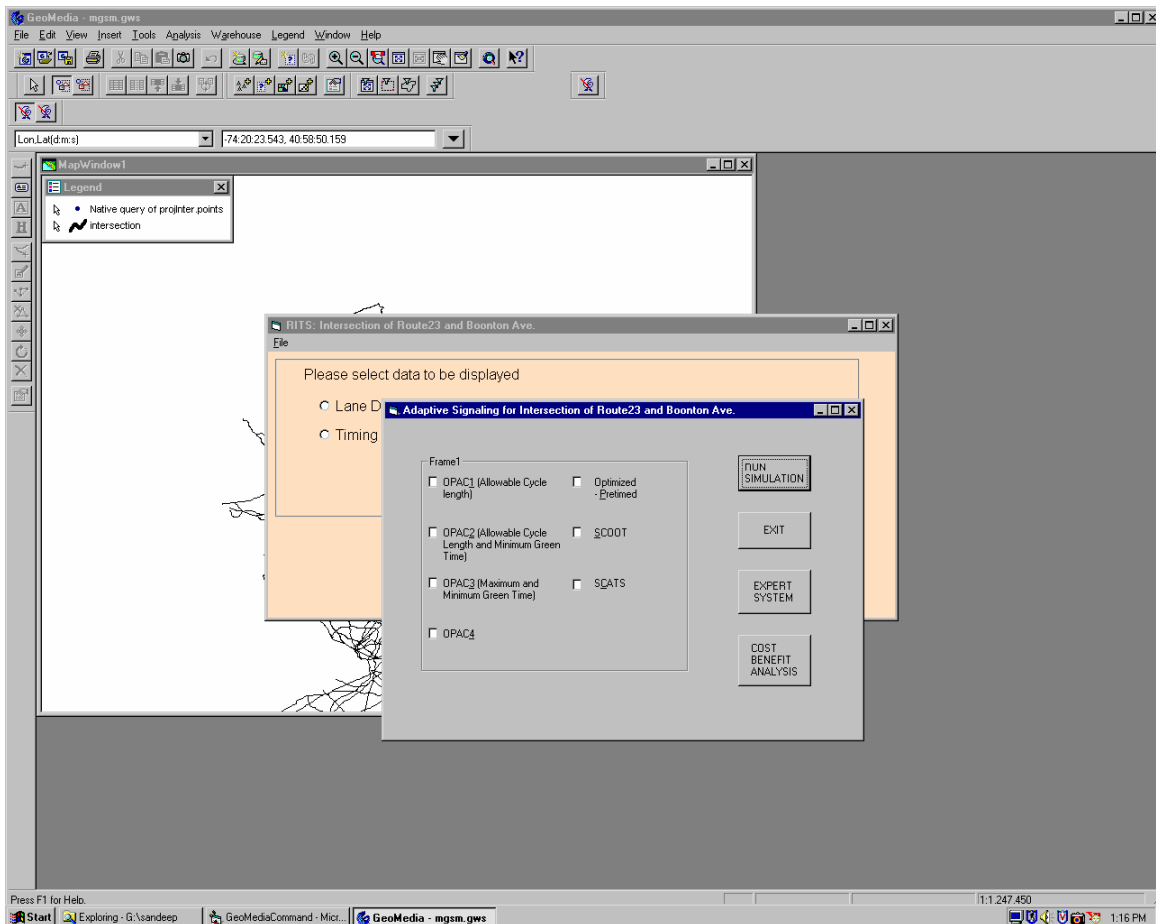 GeoMedia - mgsm.gws
File Edit View Insert Tools Analysis Warehouse Legend Window Help
Lon,Lat(d:m:s) -74:20:23.543, 40:58:50.159
MapWindow1
Legend
Native query of projInter.points
intersection
RITS: Intersection of Route23 and Boonton Ave.
File
Please select data to be displayed
Lane D
Timing
Adaptive Signaling for Intersection of Route23 and Boonton Ave.
Frame1
OPAC1 (Allowable Cycle
length)
Optimized
- Pretimed
OPAC2 (Allowable Cycle
Length and Minimum Green
Time)
SCOOT
OPAC3 (Maximum and
Minimum Green Time)
SCATS
OPAC4
RUN
SIMULATION
EXIT
EXPERT
SYSTEM
COST
BENEFIT
ANALYSIS
Press F1 for Help.
1:1,247,450
Start Exploring - G:\sandeep GeoMediaCommand - Micr... GeoMedia - mgsm.gws 1:16 PM